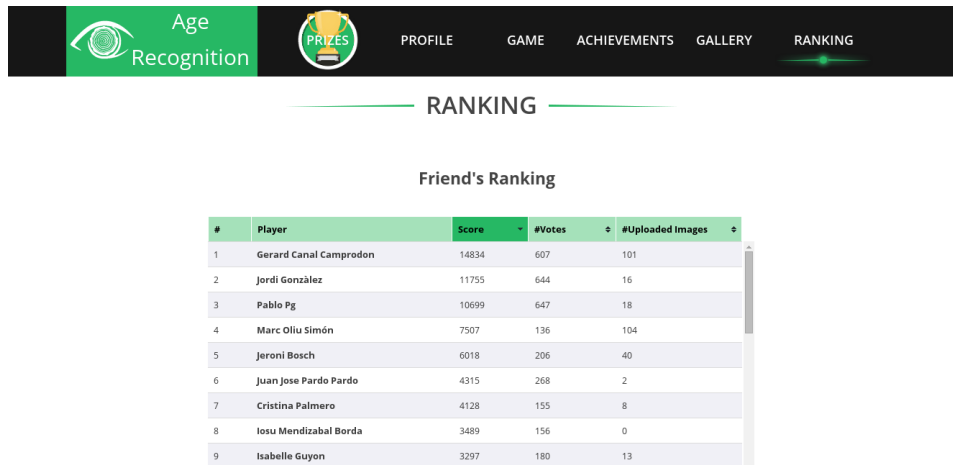 Age
Recognition
PRIZES PROFILE GAME ACHIEVEMENTS GALLERY RANKING
RANKING
Friend's Ranking
# Player Score #Votes #Uploaded Images
1 Gerard Canal Camprodon 14834 607 101
2 Jordi Gonzàlez 11755 644 16
3 Pablo Pg 10699 647 18
4 Marc Oliu Simón 7507 136 104
5 Jeroni Bosch 6018 206 40
6 Juan Jose Pardo Pardo 4315 268 2
7 Cristina Palmero 4128 155 8
8 Iosu Mendizabal Borda 3489 156 0
9 Isabelle Guyon 3297 180 13